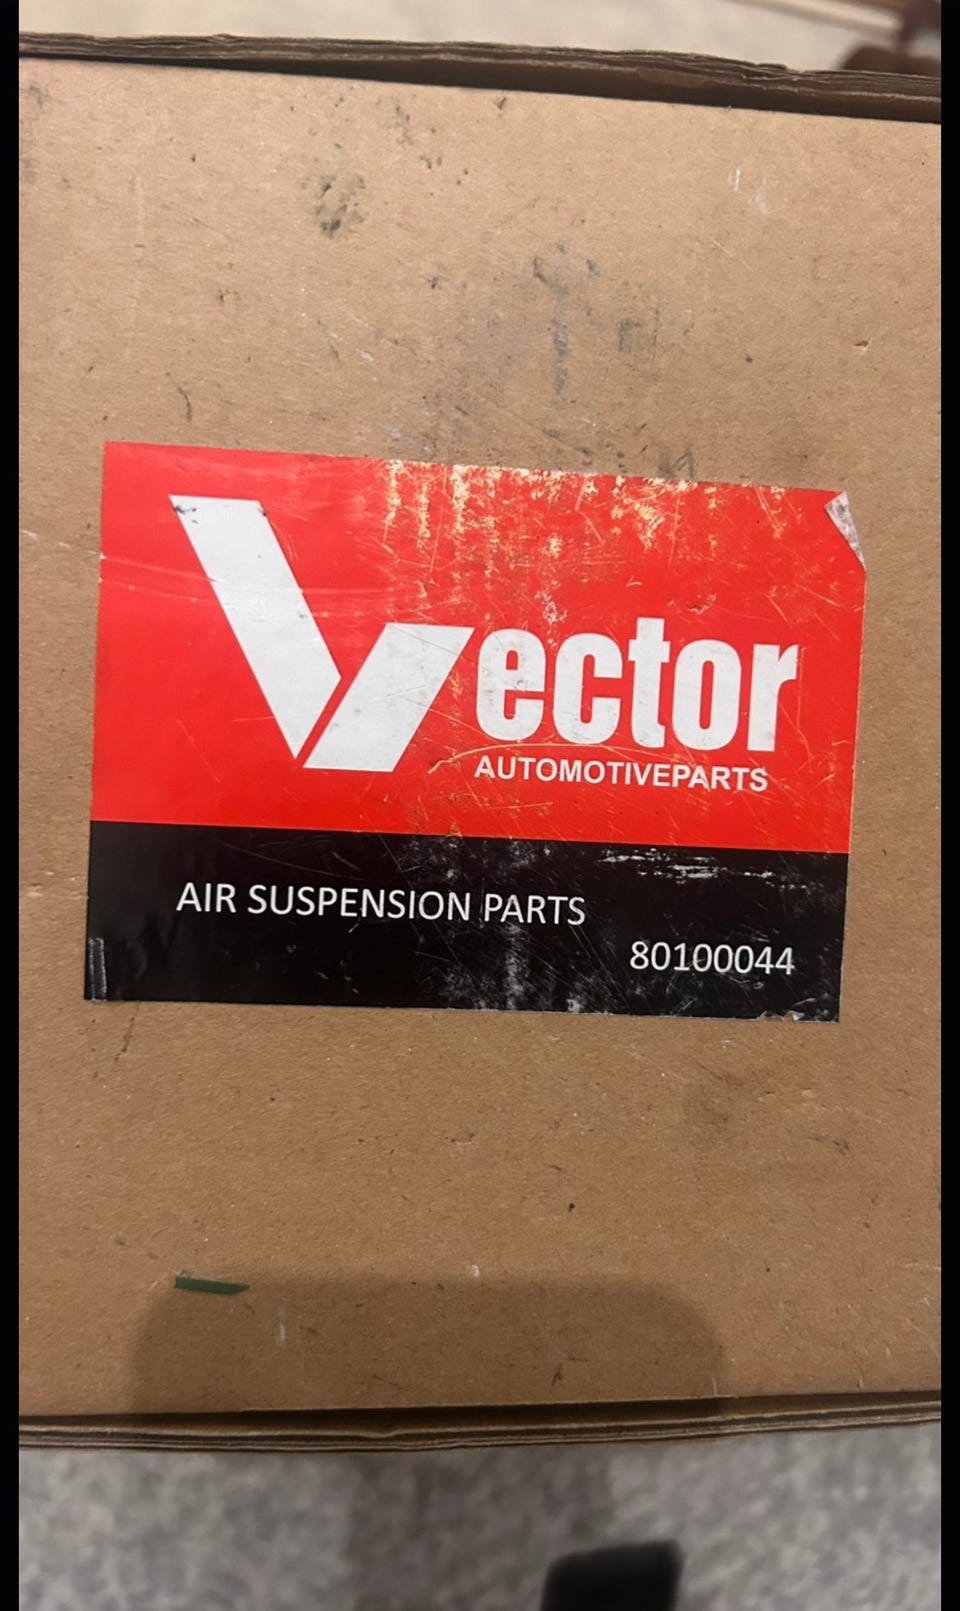 Vector
AUTOMOTIVEPARTS
AIR SUSPENSION PARTS
80100044